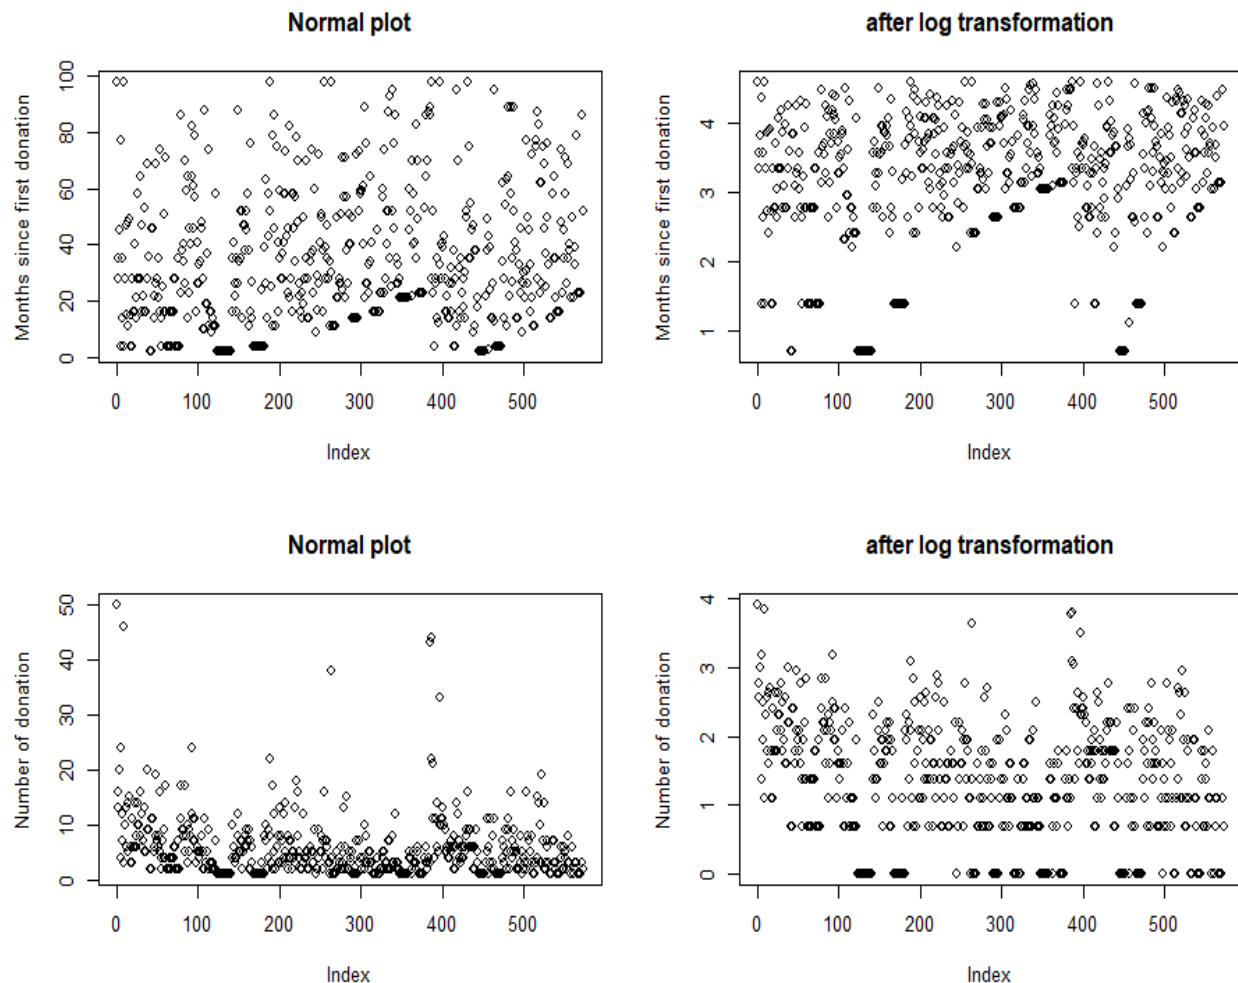 Normal plot
Months since first donation
0 20 40 60 80 100
0 100 200 300 400 500
Index
after log transformation
Months since first donation
1 2 3 4
0 100 200 300 400 500
Index
Normal plot
Number of donation
0 10 20 30 40 50
0 100 200 300 400 500
Index
after log transformation
Number of donation
0 1 2 3 4
0 100 200 300 400 500
Index